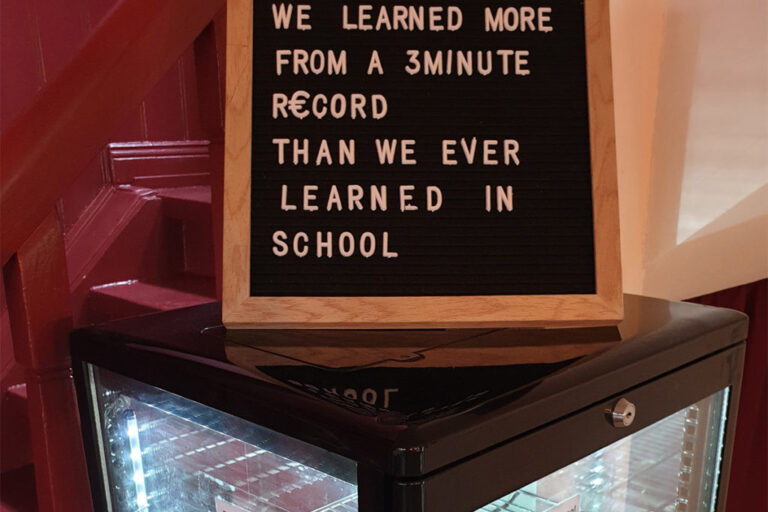 WE LEARNED MORE
FROM A 3MINUTE
R€CORD
THAN WE EVER
LEARNED IN
SCHOOL